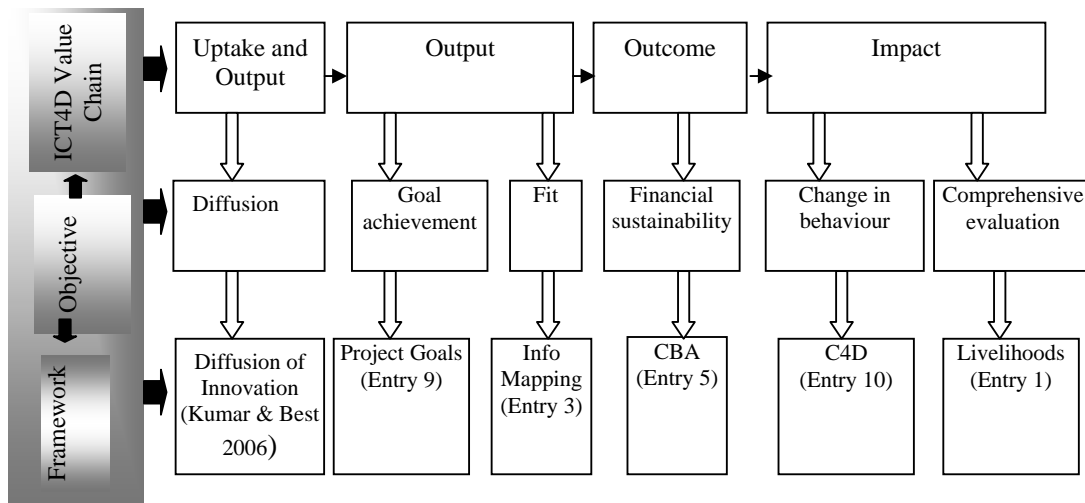 ICT4D Value
Chain
Uptake and
Output
Output
Outcome
Impact
Objective
Diffusion
Goal
achievement
Fit
Financial
sustainability
Change in
behaviour
Comprehensive
evaluation
Framework
Diffusion of
Innovation
(Kumar & Best
2006)
Project Goals
(Entry 9)
Info
Mapping
(Entry 3)
CBA
(Entry 5)
C4D
(Entry 10)
Livelihoods
(Entry 1)